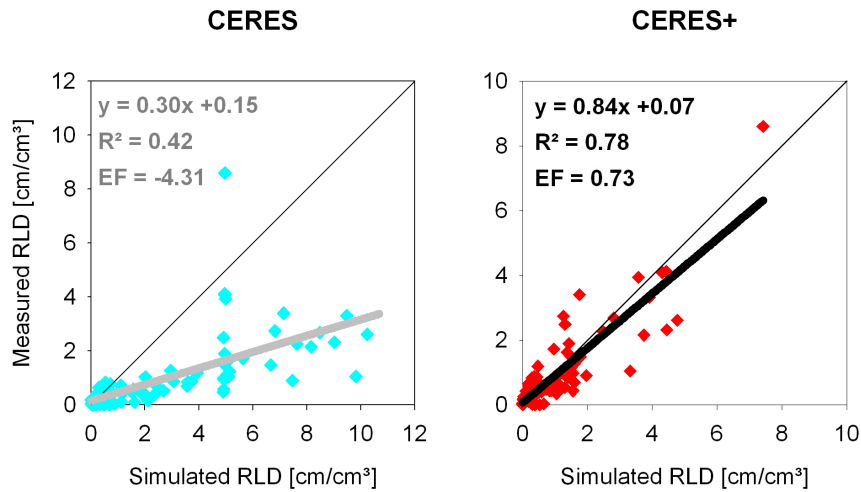 CERES
CERES+
y = 0.30x +0.15
R² = 0.42
EF = -4.31
Measured RLD [cm/cm³]
12
10
8
6
4
2
0
0 2 4 6 8 10 12
Simulated RLD [cm/cm³]
y = 0.84x +0.07
R² = 0.78
EF = 0.73
10
8
6
4
2
0
0 2 4 6 8 10
Simulated RLD [cm/cm³]